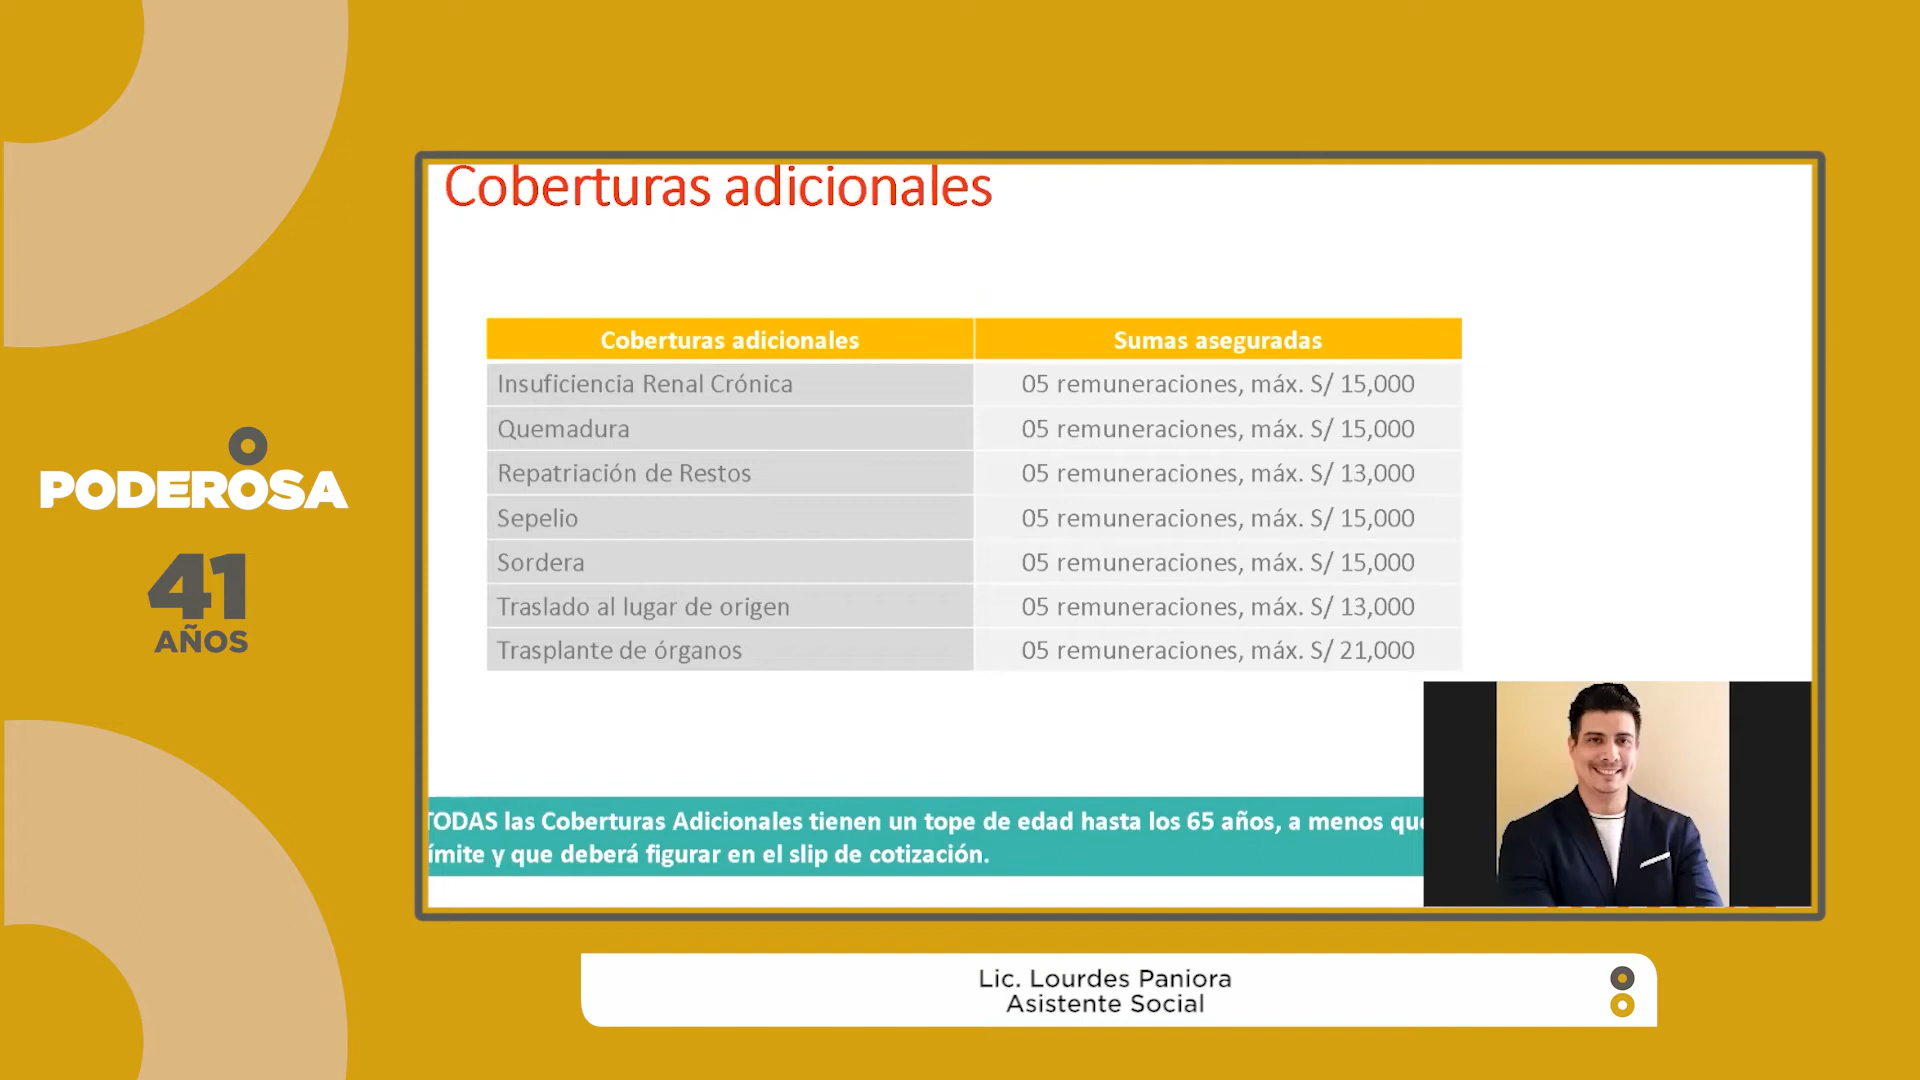 PODEROSA
41
AÑOS
Coberturas adicionales
Coberturas adicionales Sumas aseguradas
Insuficiencia Renal Crónica 05 remuneraciones, máx. S/ 15,000
Quemadura 05 remuneraciones, máx. S/ 15,000
Repatriación de Restos 05 remuneraciones, máx. S/ 13,000
Sepelio 05 remuneraciones, máx. S/ 15,000
Sordera 05 remuneraciones, máx. S/ 15,000
Traslado al lugar de origen 05 remuneraciones, máx. S/ 13,000
Trasplante de órganos 05 remuneraciones, máx. S/ 21,000
TODAS las Coberturas Adicionales tienen un tope de edad hasta los 65 años, a menos que
ímite y que deberá figurar en el slip de cotización.
Lic. Lourdes Paniora
Asistente Social